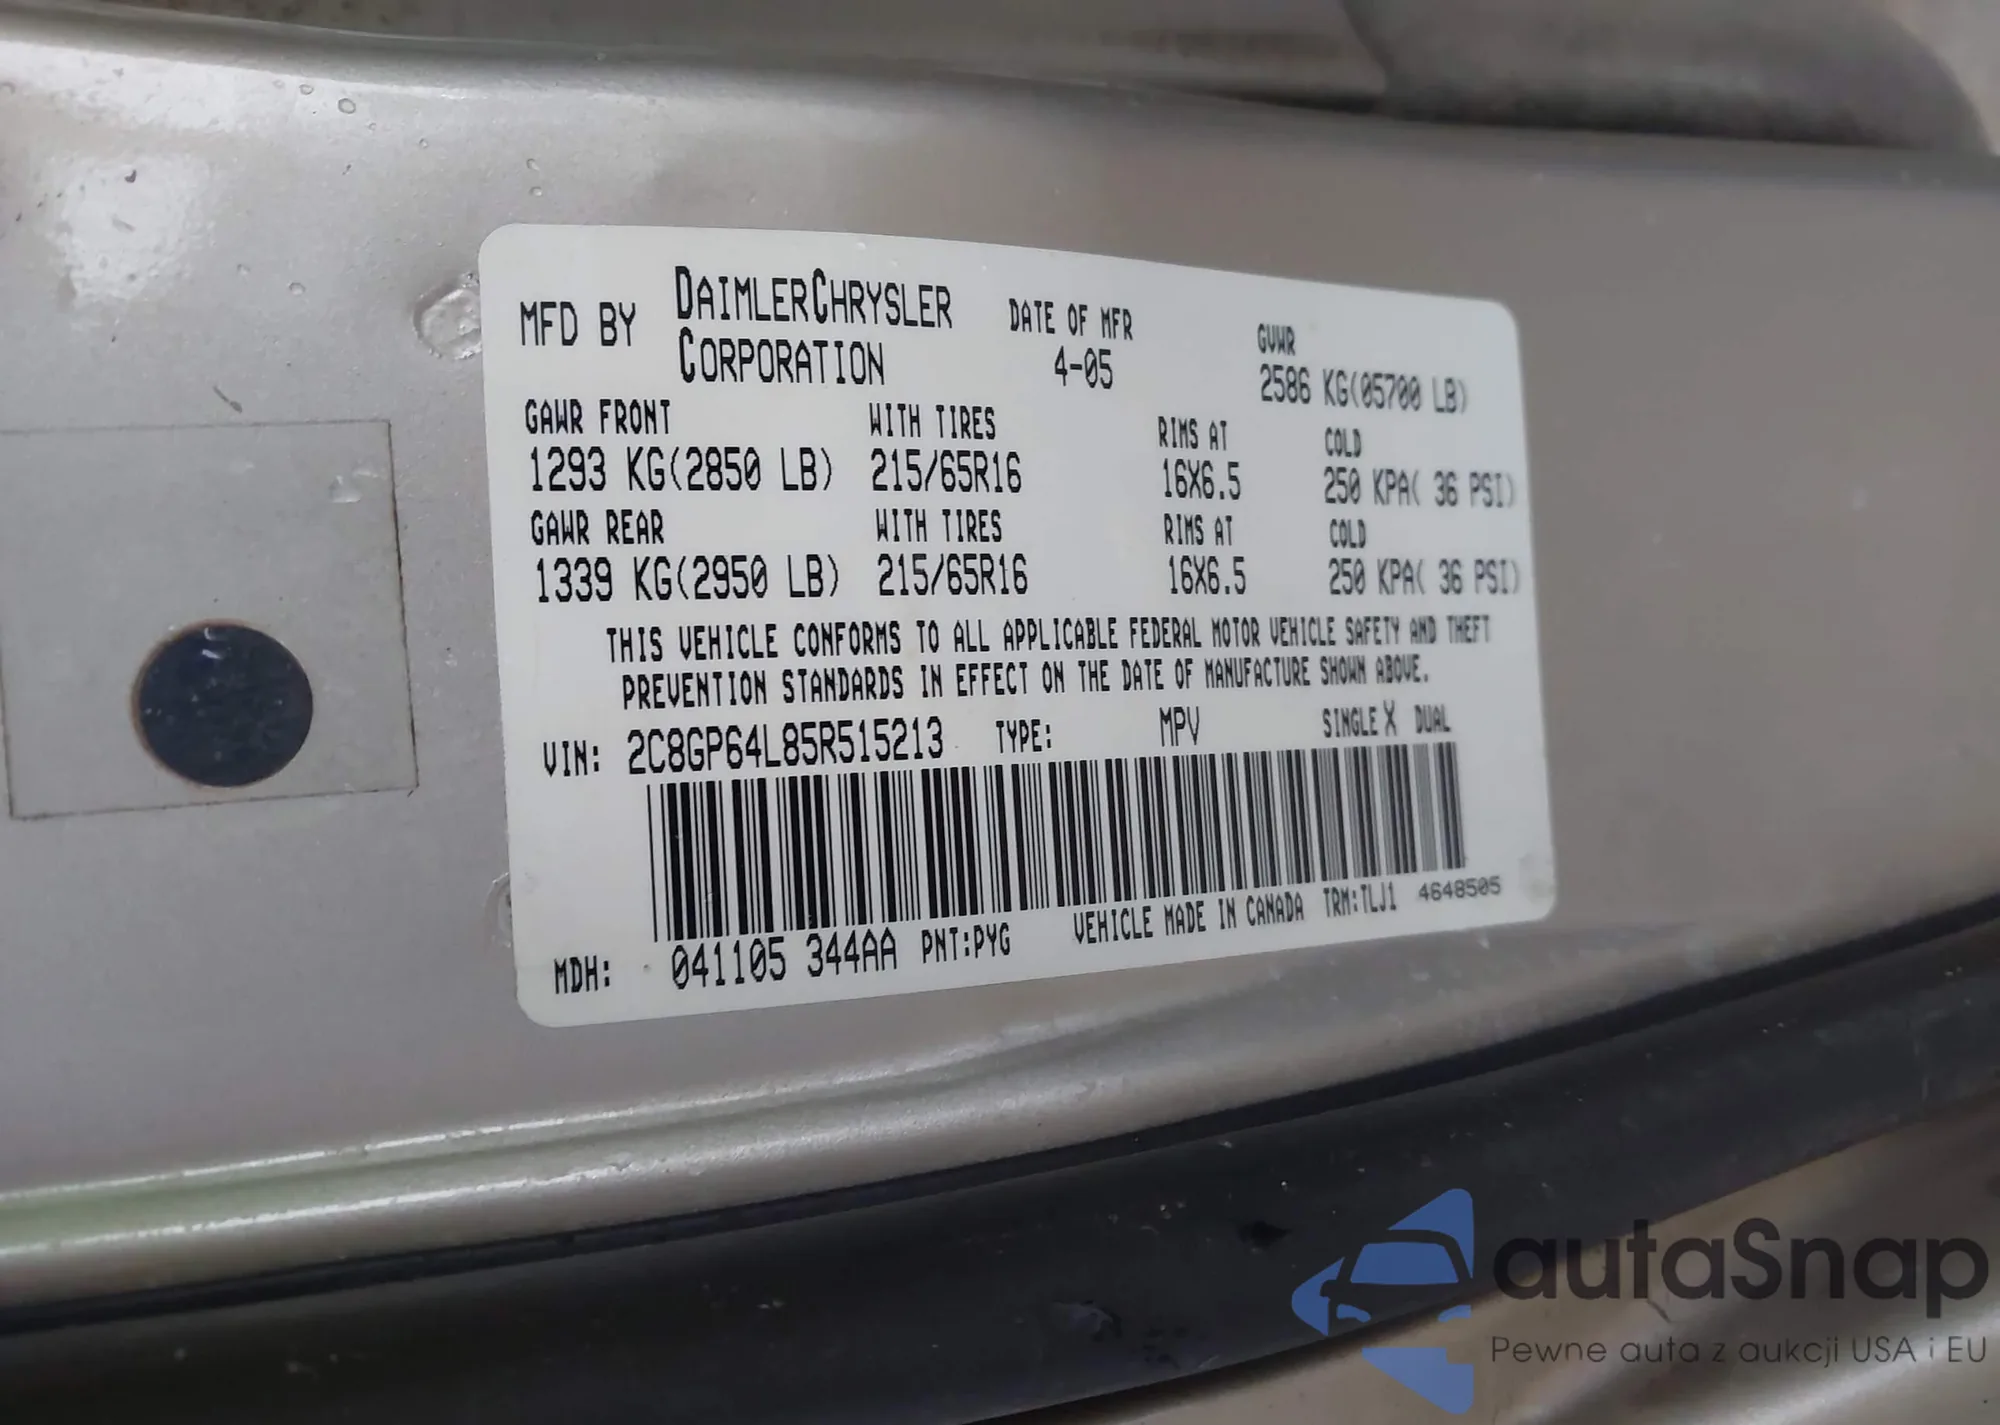 MFD BY DAIMLERCHRYSLER CORPORATION DATE OF MFR 4-05 GVWR 2586 KG(05700 LB)
GAWR FRONT WITH TIRES RIMS AT COLD
1293 KG(2850 LB) 215/65R16 16X6.5 250 KPA( 36 PSI)
GAWR REAR WITH TIRES RIMS AT COLD
1339 KG(2950 LB) 215/65R16 16X6.5 250 KPA( 36 PSI)
THIS VEHICLE CONFORMS TO ALL APPLICABLE FEDERAL MOTOR VEHICLE SAFETY AND THEFT
PREVENTION STANDARDS IN EFFECT ON THE DATE OF MANUFACTURE SHOWN ABOVE.
VIN: 2C8GP64L85R515213 TYPE: MPV SINGLE X DUAL
MDH: 041105 344AA PNT:PYG VEHICLE MADE IN CANADA TRM:TLJ1 4648505
autaSnap
Pewne auta z aukcji USA i EU